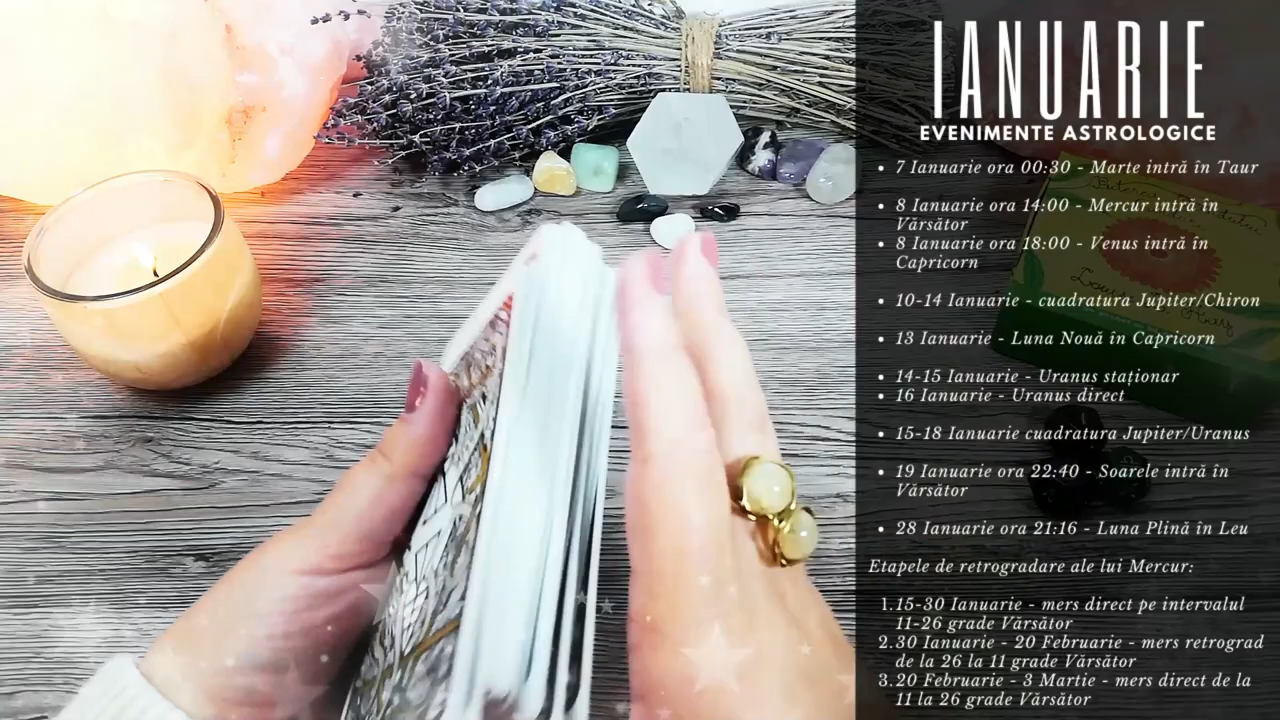 IANUARIE
EVENIMENTE ASTROLOGICE
• 7 Ianuarie ora 00:30 - Marte intră în Taur
• 8 Ianuarie ora 14:00 - Mercur intră în
Vărsător
• 8 Ianuarie ora 18:00 - Venus intră în
Capricorn
• 10-14 Ianuarie - cuadratura Jupiter/Chiron
• 13 Ianuarie - Luna Nouă în Capricorn
• 14-15 Ianuarie - Uranus staționar
• 16 Ianuarie - Uranus direct
• 15-18 Ianuarie cuadratura Jupiter/Uranus
• 19 Ianuarie ora 22:40 - Soarele intră în
Vărsător
• 28 Ianuarie ora 21:16 - Luna Plină în Leu
Etapele de retrogradare ale lui Mercur:
1.15-30 Ianuarie - mers direct pe intervalul
11-26 grade Vărsător
2.30 Ianuarie - 20 Februarie - mers retrograd
de la 26 la 11 grade Vărsător
3.20 Februarie - 3 Martie - mers direct de la
11 la 26 grade Vărsător